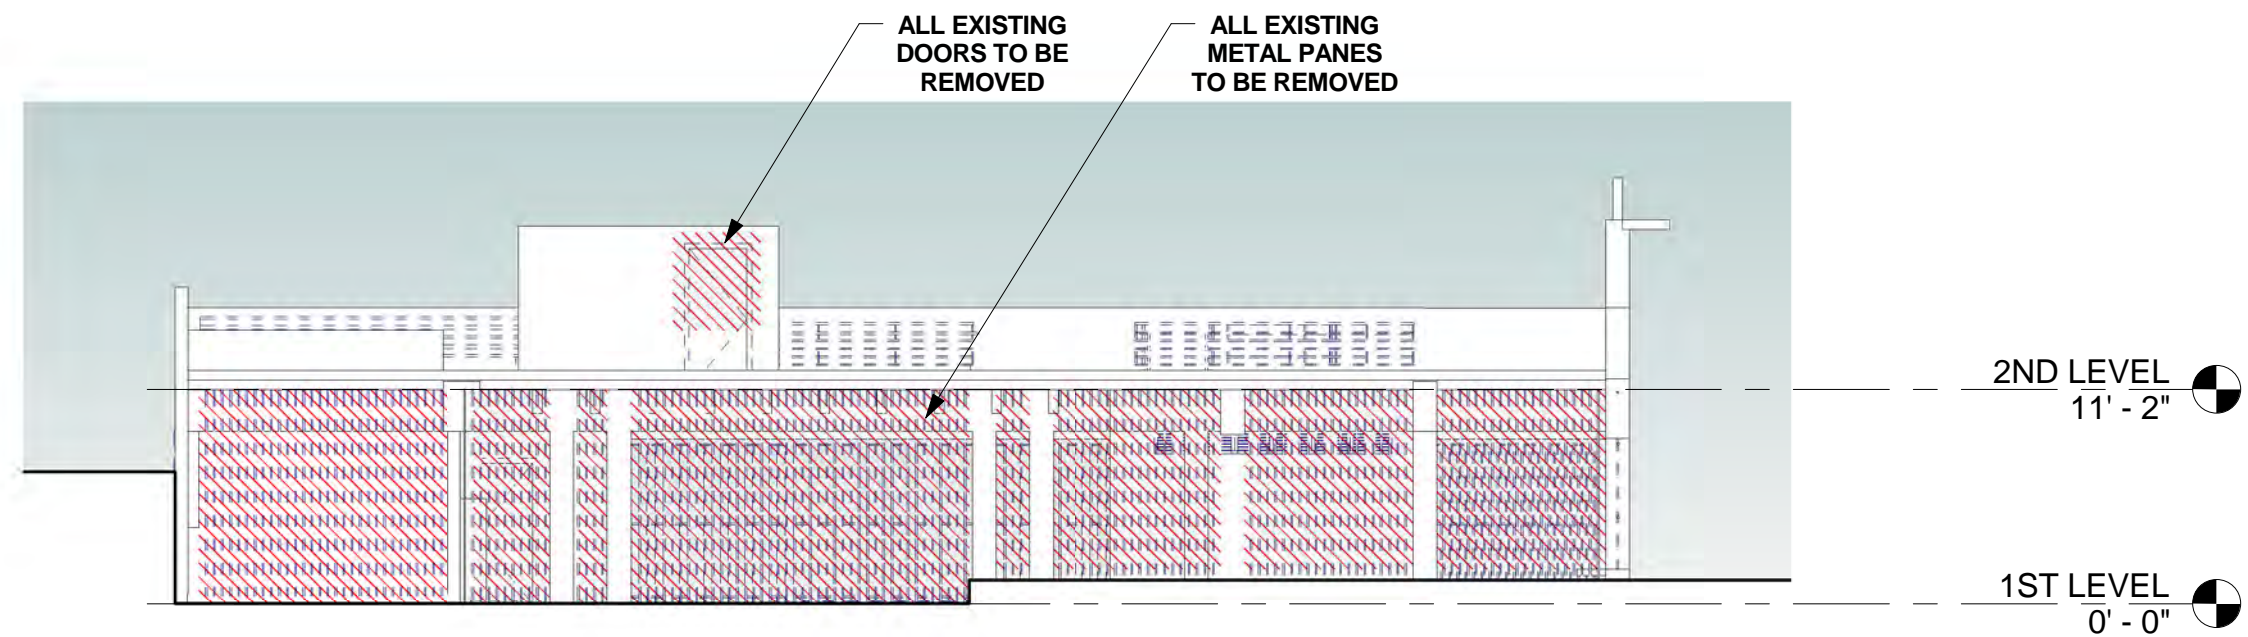 ALL EXISTING
DOORS TO BE
REMOVED
ALL EXISTING
METAL PANES
TO BE REMOVED
2ND LEVEL
11' - 2"
1ST LEVEL
0' - 0"